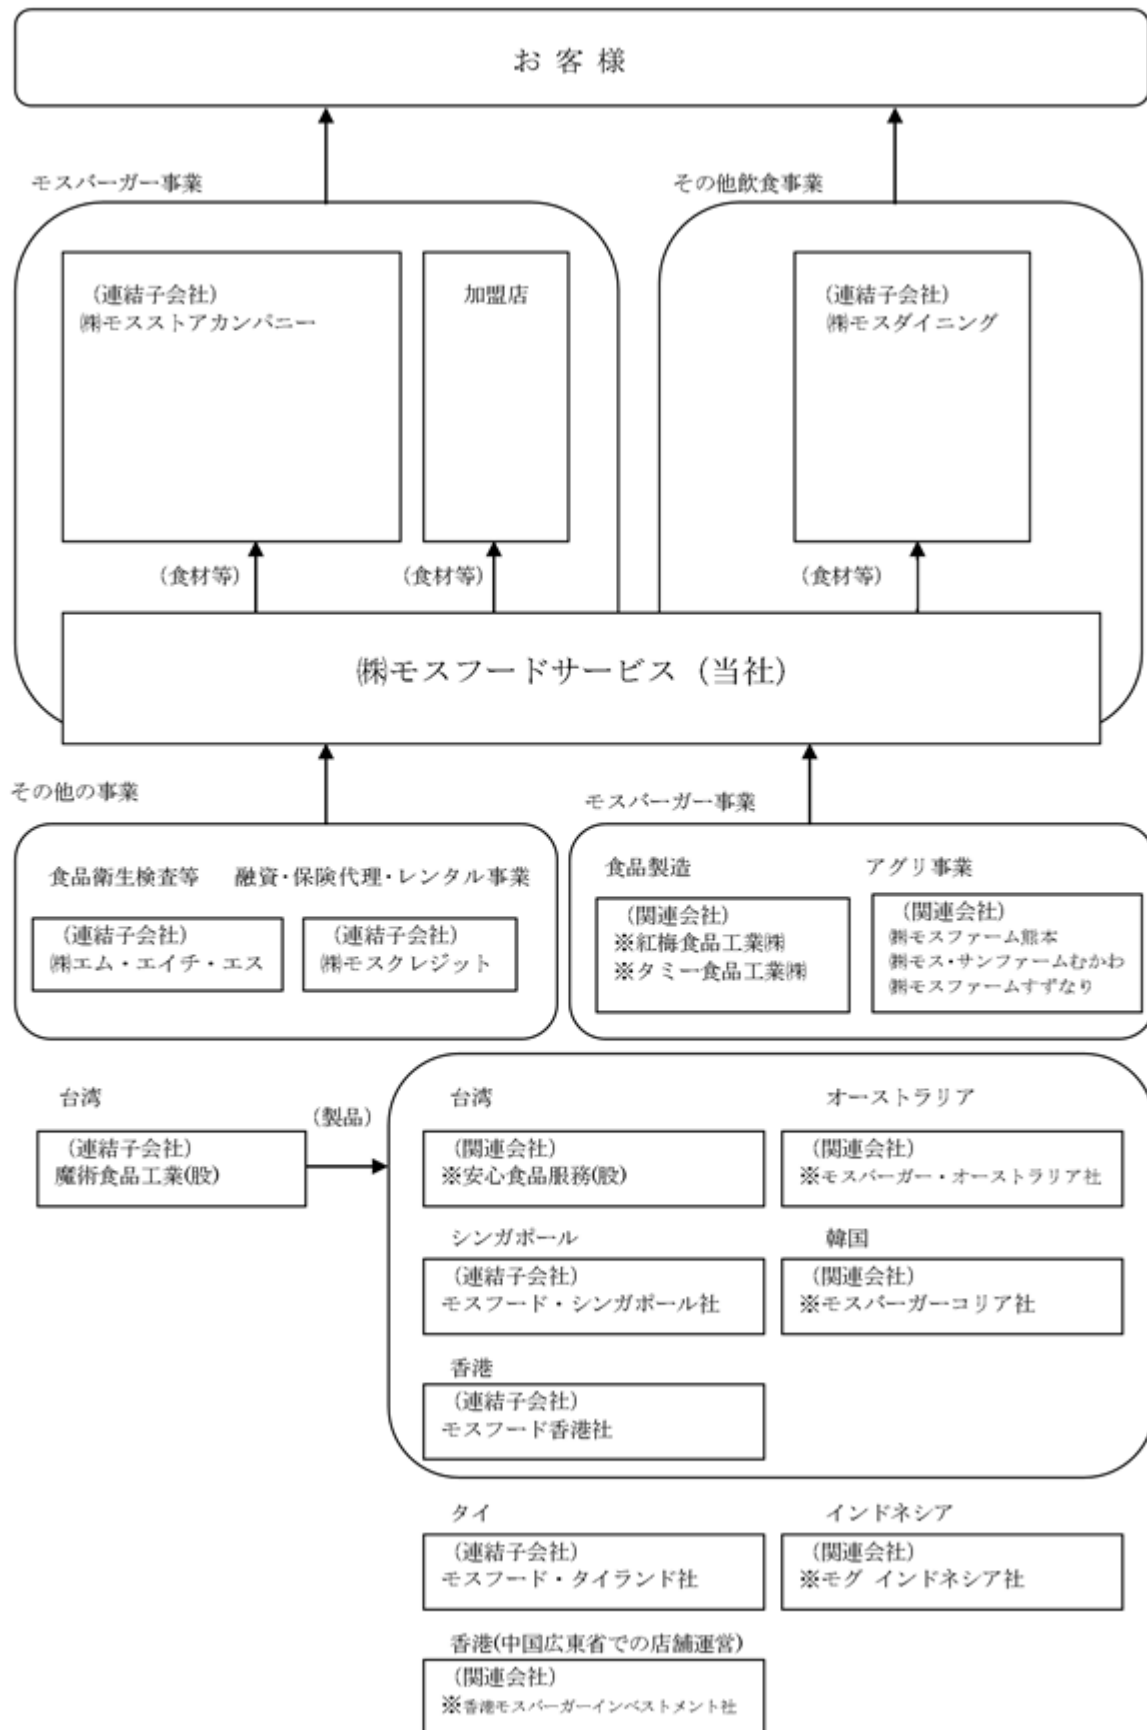 お 客 様
モスバーガー事業
その他飲食事業
(連結子会社)
㈱モスストアカンパニー
加盟店
(連結子会社)
㈱モスダイニング
(食材等)
(食材等)
(食材等)
㈱モスフードサービス (当社)
その他の事業
モスバーガー事業
食品衛生検査等
融資・保険代理・レンタル事業
(連結子会社)
㈱エム・エイチ・エス
(連結子会社)
㈱モスクレジット
食品製造
アグリ事業
(関連会社)
※紅梅食品工業㈱
※タミー食品工業㈱
(関連会社)
㈱モスファーム熊本
㈱モス・サンファームむかわ
㈱モスファームすずなり
台湾
(連結子会社)
魔術食品工業(股)
(製品)
台湾
(関連会社)
※安心食品服務(股)
オーストラリア
(関連会社)
※モスバーガー・オーストラリア社
シンガポール
(連結子会社)
モスフード・シンガポール社
韓国
(関連会社)
※モスバーガーコリア社
香港
(連結子会社)
モスフード香港社
タイ
(連結子会社)
モスフード・タイランド社
インドネシア
(関連会社)
※モグ インドネシア社
香港(中国広東省での店舗運営)
(関連会社)
※香港モスバーガーインベストメント社